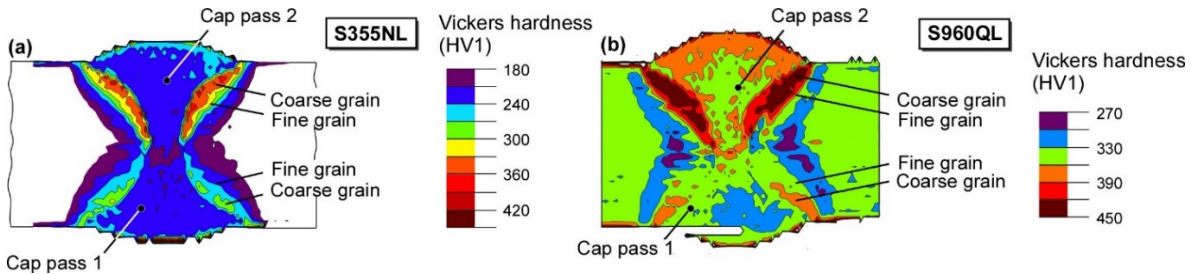 Cap pass 2
(a)
S355NL
Vickers hardness
(HV1)
180
240
300
360
420
Coarse grain
Fine grain
Fine grain
Coarse grain
Cap pass 1
Cap pass 2
(b)
S960QL
Vickers hardness
(HV1)
270
330
390
450
Coarse grain
Fine grain
Fine grain
Coarse grain
Cap pass 1